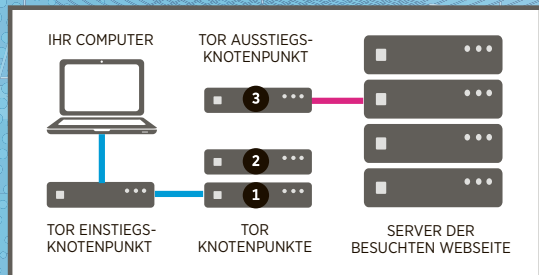 IHR COMPUTER
TOR AUSSTIEGS-
KNOTENPUNKT
3
2
1
TOR EINSTIEGS-
KNOTENPUNKT
TOR
KNOTENPUNKTE
SERVER DER
BESUCHTEN WEBSEITE